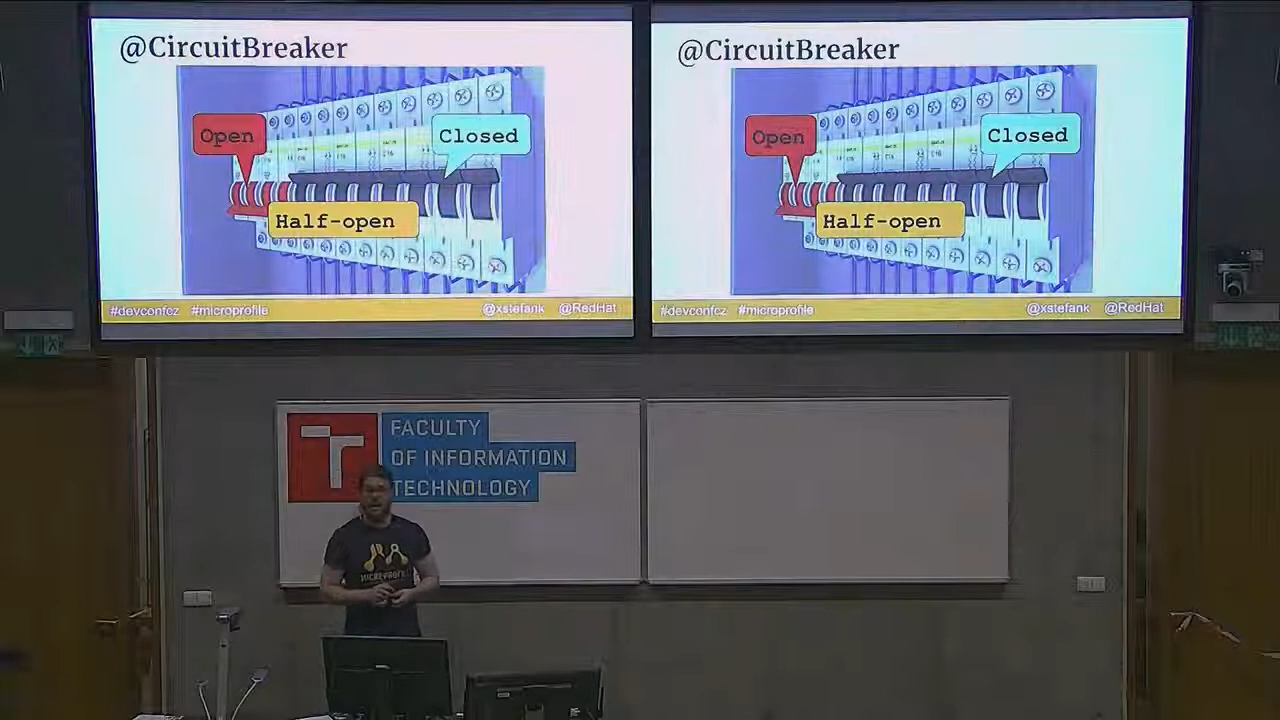 @CircuitBreaker
Open
Closed
Half-open
#devconfcz #microprofile
@xstefank @RedHat
@CircuitBreaker
Open
Closed
Half-open
#devconfcz #microprofile
@xstefank @RedHat
FACULTY
OF INFORMATION
TECHNOLOGY
MICROPROFILE